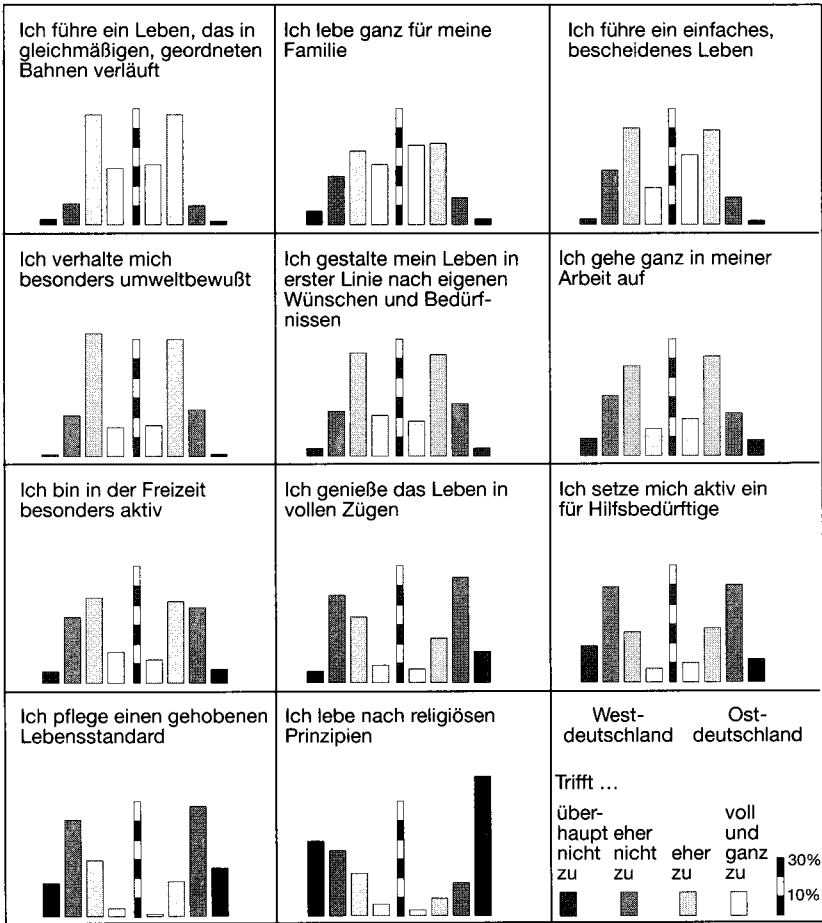 Ich führe ein Leben, das in
gleichmäßigen, geordneten
Bahnen verläuft
Ich lebe ganz für meine
Familie
Ich führe ein einfaches,
bescheidenes Leben
Ich verhalte mich
besonders umweltbewußt
Ich gestalte mein Leben in
erster Linie nach eigenen
Wünschen und Bedürf-
nissen
Ich gehe ganz in meiner
Arbeit auf
Ich bin in der Freizeit
besonders aktiv
Ich genieße das Leben in
vollen Zügen
Ich setze mich aktiv ein
für Hilfsbedürftige
Ich pflege einen gehobenen
Lebensstandard
Ich lebe nach religiösen
Prinzipien
West-
deutschland
Ost-
deutschland
Trifft ...
über-
haupt
nicht
zu
eher
nicht
zu
eher
zu
voll
und
ganz
zu
30%
10%